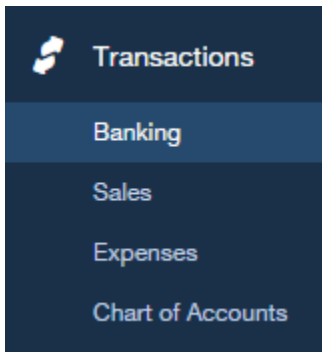 Transactions
Banking
Sales
Expenses
Chart of Accounts